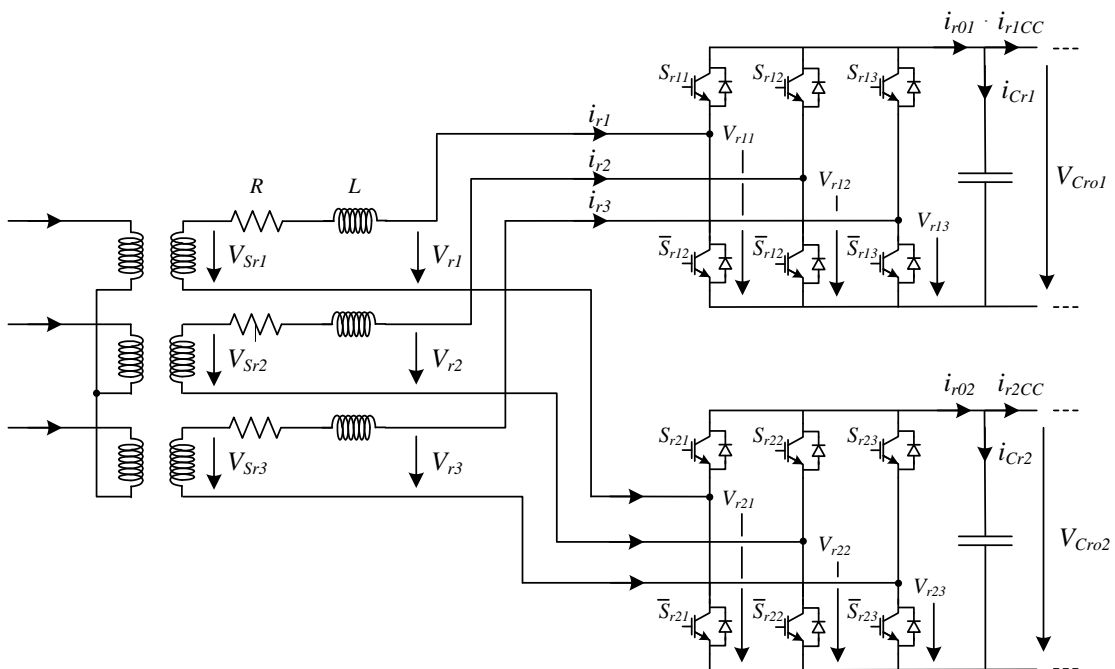 i_r01 · i_r1CC
S_r11 S_r12 S_r13
i_Cr1
i_r1
V_r11
i_r2
V_r12
V_Cro1
R L
i_r3
V_r13
V_Sr1 V_r1
S̅_r12 S̅_r12 S̅_r13
V_Sr2 V_r2
i_r02 i_r2CC
V_Sr3 V_r3
S_r21 S_r22 S_r23
i_Cr2
V_r21
V_r22
V_Cro2
V_r23
S̅_r21 S̅_r22 S̅_r23